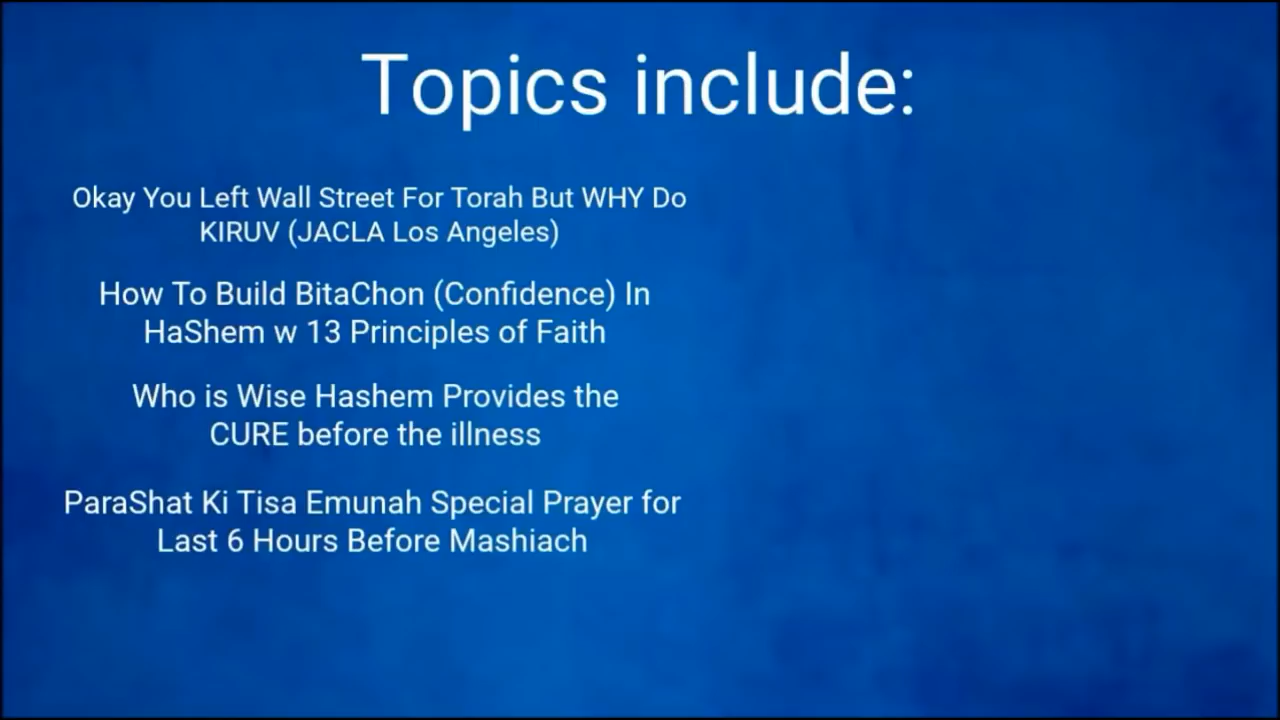 Topics include:
Okay You Left Wall Street For Torah But WHY Do
KIRUV (JACLA Los Angeles)
How To Build BitaChon (Confidence) In
HaShem w 13 Principles of Faith
Who is Wise Hashem Provides the
CURE before the illness
ParaShat Ki Tisa Emunah Special Prayer for
Last 6 Hours Before Mashiach